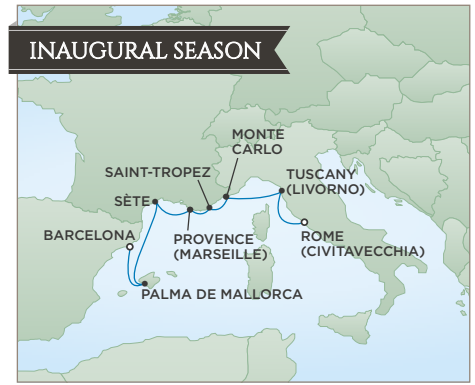 INAUGURAL SEASON
MONTE
CARLO
SAINT-TROPEZ
TUSCANY
(LIVORNO)
SÈTE
BARCELONA
PROVENCE
(MARSEILLE)
ROME
(CIVITAVECCHIA)
PALMA DE MALLORCA